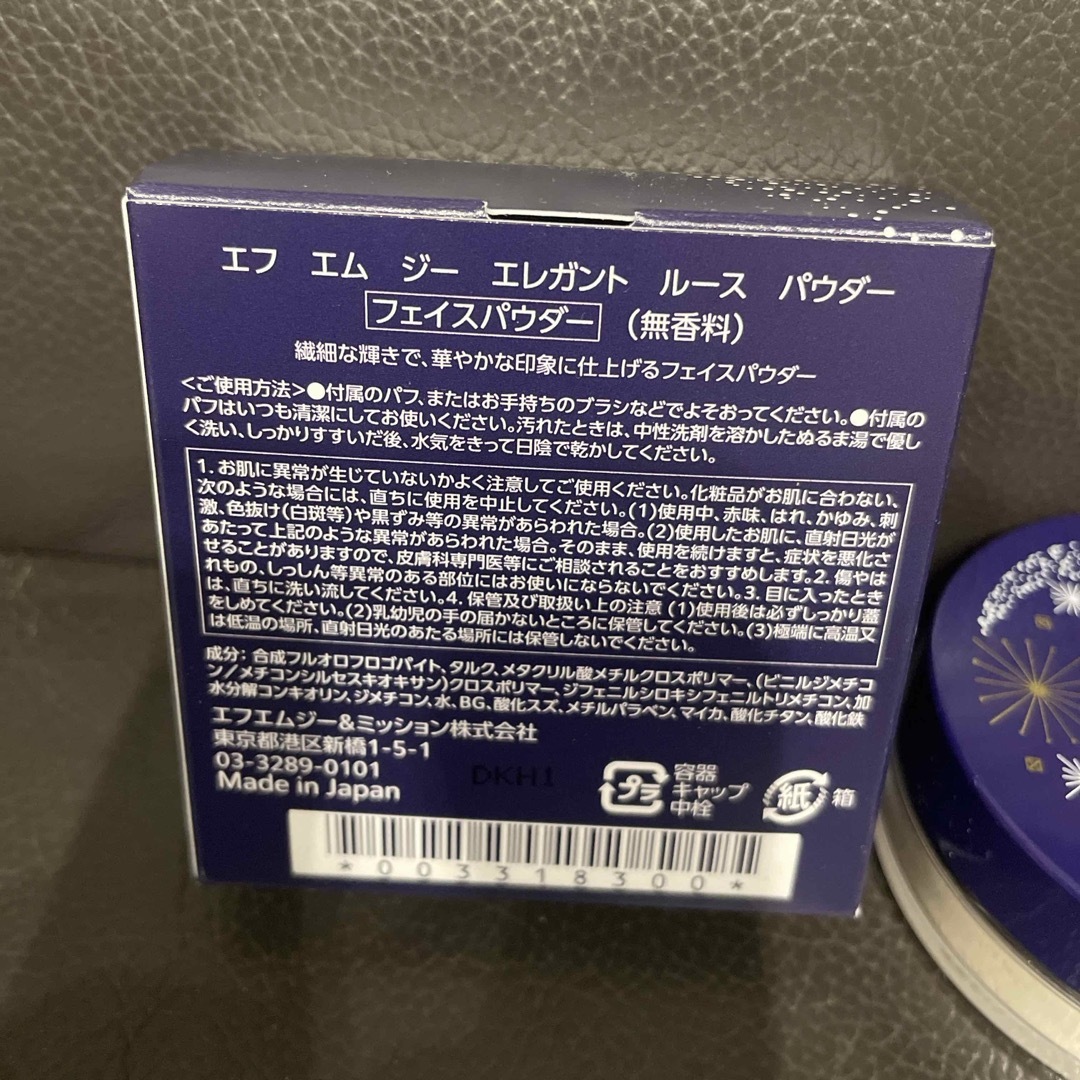 エフ エム ジー エレガント ルース パウダー
フェイスパウダー (無香料)
繊細な輝きで、華やかな印象に仕上げるフェイスパウダー
<ご使用方法>●付属のパフ、またはお手持ちのブラシなどでよそおってください。●付属の
パフはいつも清潔にしてお使いください。汚れたときは、中性洗剤を溶かしたぬるま湯で優し
く洗い、しっかりすすいだ後、水気をきって日陰で乾かしてください。
1. お肌に異常が生じていないかよく注意してご使用ください。化粧品がお肌に合わない、
次のような場合には、直ちに使用を中止してください。(1)使用中、赤味、はれ、かゆみ、刺
激、色抜け(白斑等)や黒ずみ等の異常があらわれた場合。(2)使用したお肌に、直射日光が
あたって上記のような異常があらわれた場合。そのまま、使用を続けますと、症状を悪化さ
せることがありますので、皮膚科専門医等にご相談されることをおすすめします。2. 傷やは
れもの、しっしん等異常のある部位にはお使いにならないでください。3. 目に入ったとき
は、直ちに洗い流してください。4. 保管及び取扱い上の注意 (1)使用後は必ずしっかり蓋
をしめてください。(2)乳幼児の手の届かないところに保管してください。(3)極端に高温又
は低温の場所、直射日光のあたる場所には保管しないでください。
成分: 合成フルオロフロゴパイト、タルク、メタクリル酸メチルクロスポリマー、(ビニルジメチコ
ン/メチコンシルセスキオキサン)クロスポリマー、ジフェニルシロキシフェニルトリメチコン、加
水分解コンキオリン、ジメチコン、水、BG、酸化スズ、メチルパラベン、マイカ、酸化チタン、酸化鉄
エフエムジー&ミッション株式会社
東京都港区新橋1-5-1
03-3289-0101
Made in Japan
DKH1
プラ
容器
キャップ
中栓
紙
箱
*003318300*